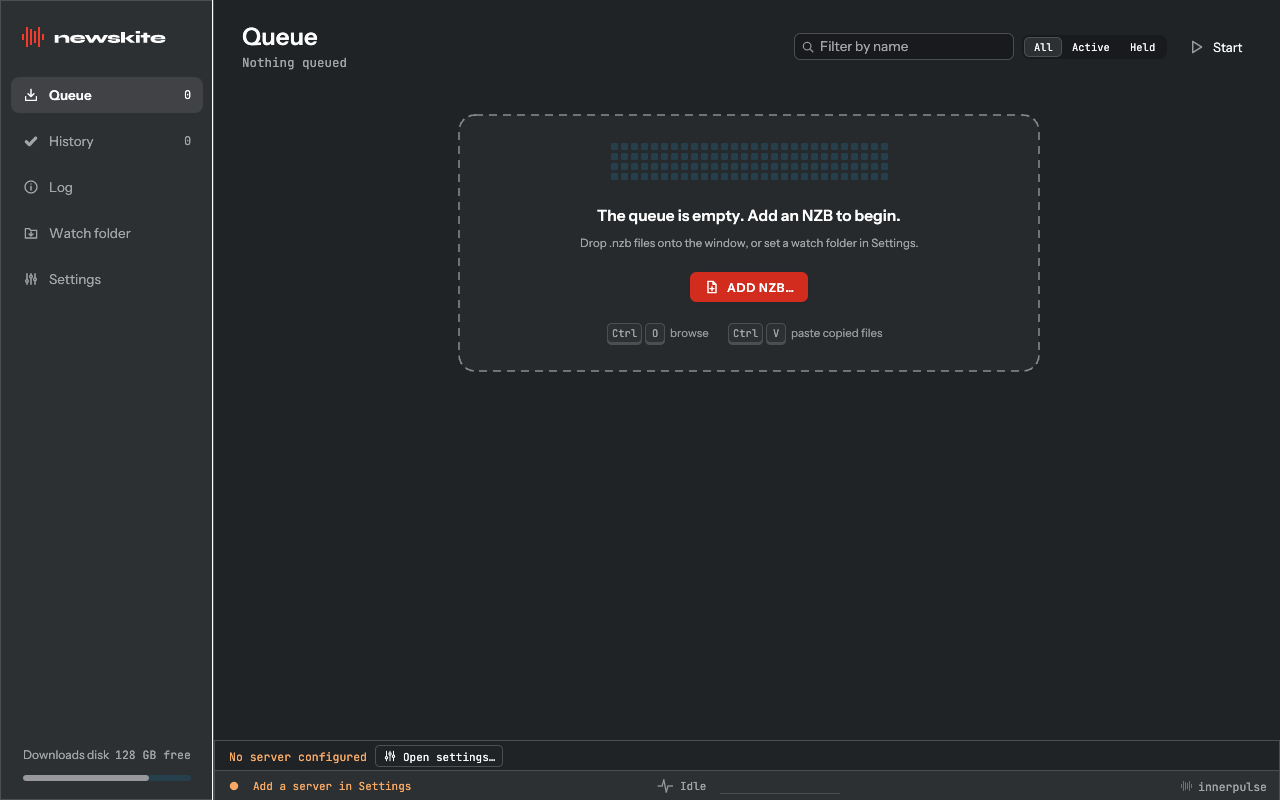 newskite
Queue 0
History 0
Log
Watch folder
Settings
Downloads disk 128 GB free
Queue
Nothing queued
Filter by name
All Active Held
Start
The queue is empty. Add an NZB to begin.
Drop .nzb files onto the window, or set a watch folder in Settings.
ADD NZB…
Ctrl O browse Ctrl V paste copied files
No server configured Open settings…
Add a server in Settings Idle innerpulse